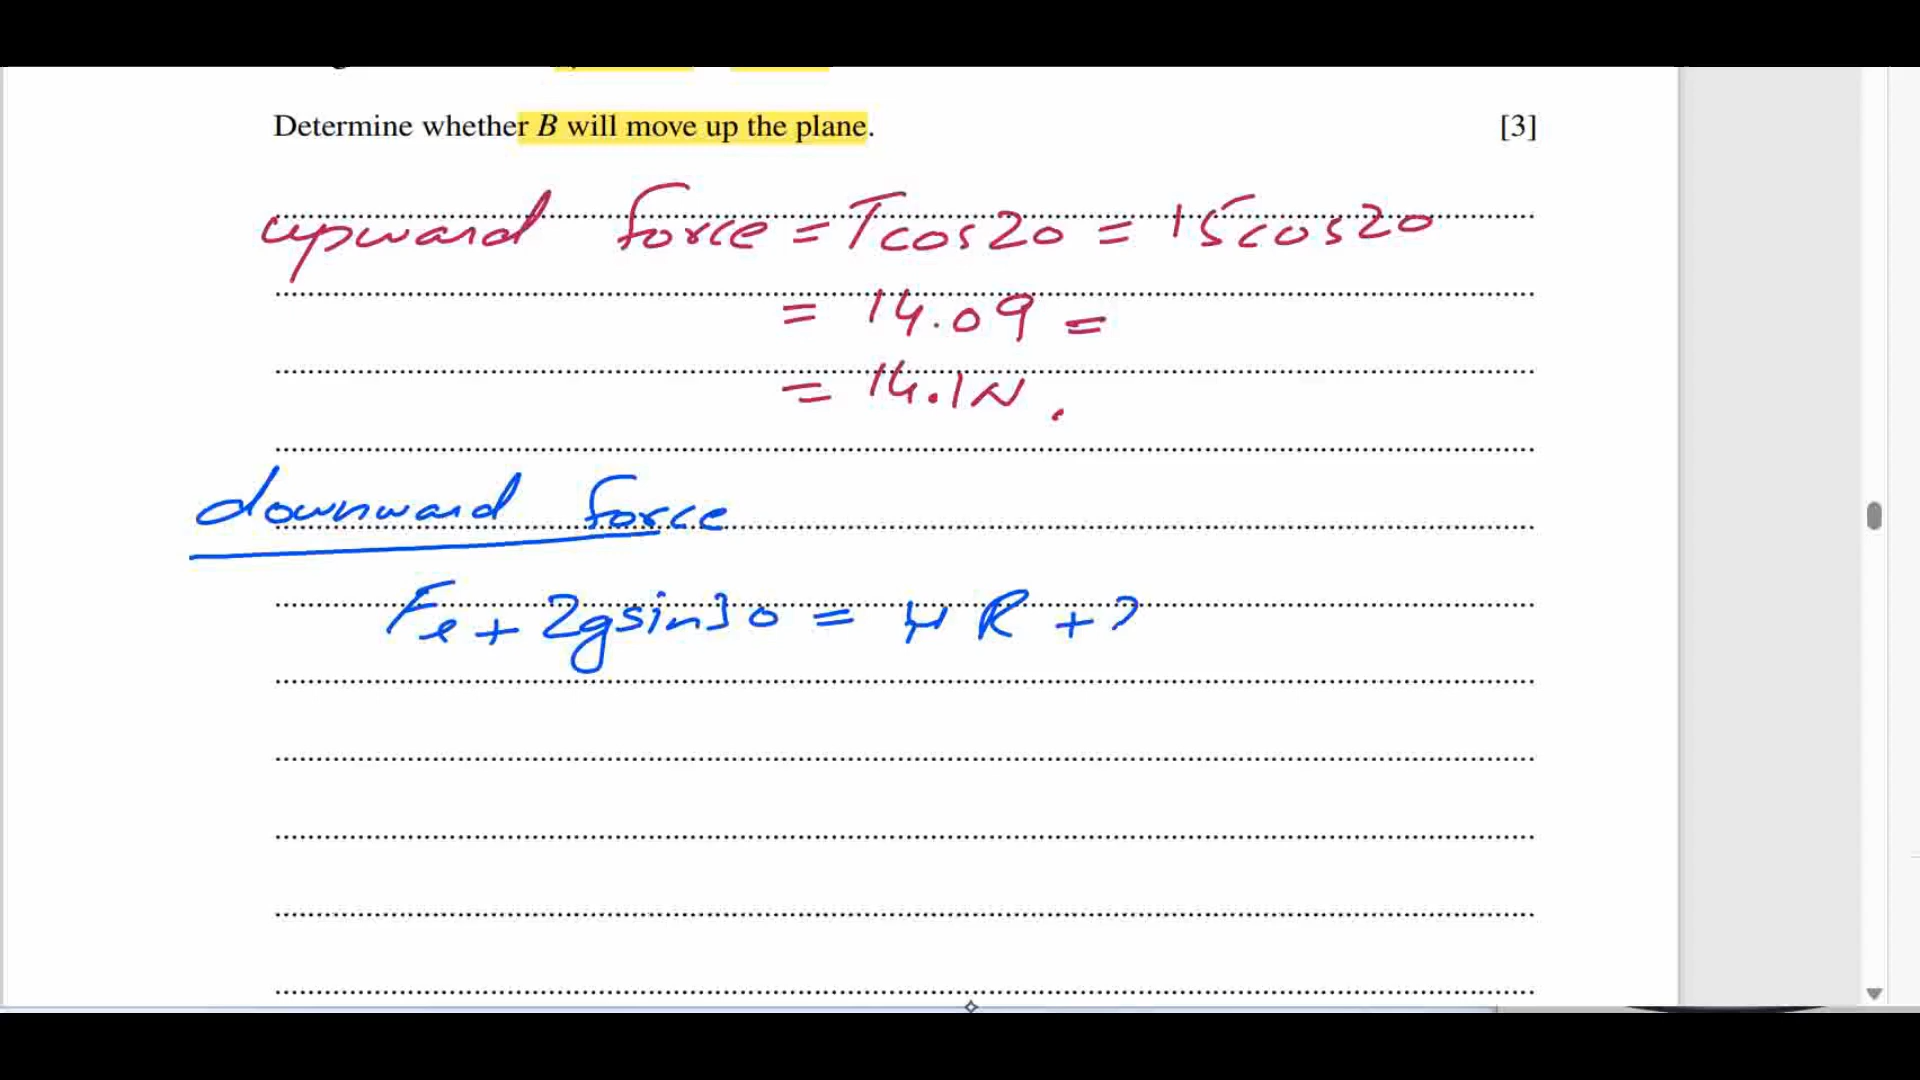 Determine whether B will move up the plane. [3]
upward force = Tcos20 = 15cos20
= 14.09 =
= 14.1N.
downward force
+ 2gsin30 = μR +